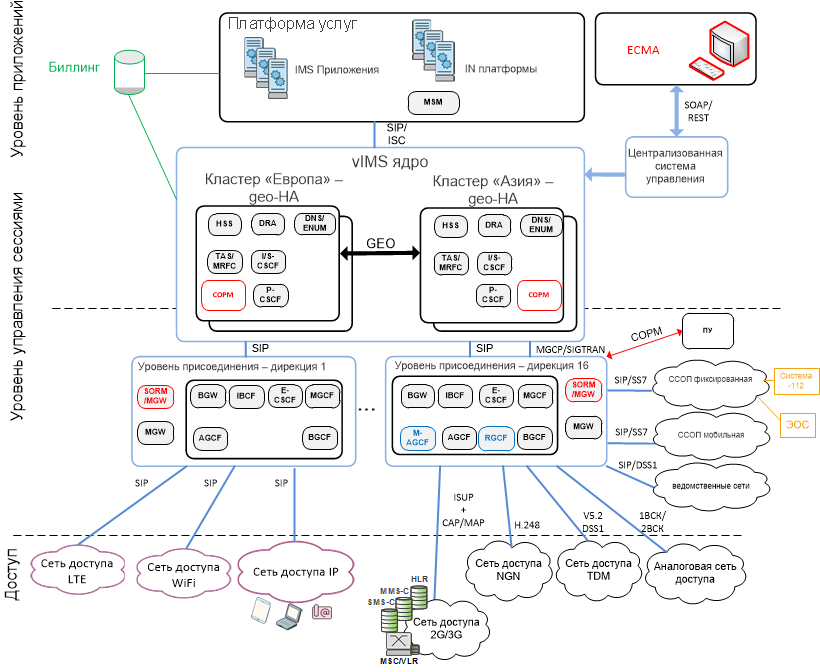 Уровень приложений
Уровень управления сессиями
Доступ
Платформа услуг
IMS Приложения
IN платформы
MSM
ЕСМА
Биллинг
SIP/
ISC
SOAP/
REST
Централизованная
система
управления
vIMS ядро
Кластер «Европа» –
geo-HA
Кластер «Азия» –
geo-HA
HSS
DRA
DNS/
ENUM
TAS/
MRFC
I/S-
CSCF
СОРМ
P-
CSCF
GEO
HSS
DRA
DNS/
ENUM
TAS/
MRFC
I/S-
CSCF
P-
CSCF
СОРМ
SIP
SIP
MGCP/SIGTRAN
СОРМ
ПУ
Уровень присоединения – дирекция 1
SORM
/MGW
MGW
BGW
IBCF
E-
CSCF
MGCF
AGCF
BGCF
...
Уровень присоединения – дирекция 16
BGW
IBCF
E-
CSCF
MGCF
M-
AGCF
AGCF
RGCF
BGCF
SORM
/MGW
MGW
SIP/SS7
ССОП фиксированная
Система
-112
ЭОС
SIP/SS7
ССОП мобильная
SIP/DSS1
ведомственные сети
SIP
SIP
SIP
ISUP
+
CAP/MAP
H.248
V5.2
DSS1
1ВСК/
2ВСК
Сеть доступа
LTE
Сеть доступа
WiFi
Сеть доступа IP
HLR
MMS-C
SMS-C
MSC/VLR
Сеть доступа
2G/3G
Сеть доступа
NGN
Сеть доступа
TDM
Аналоговая сеть
доступа